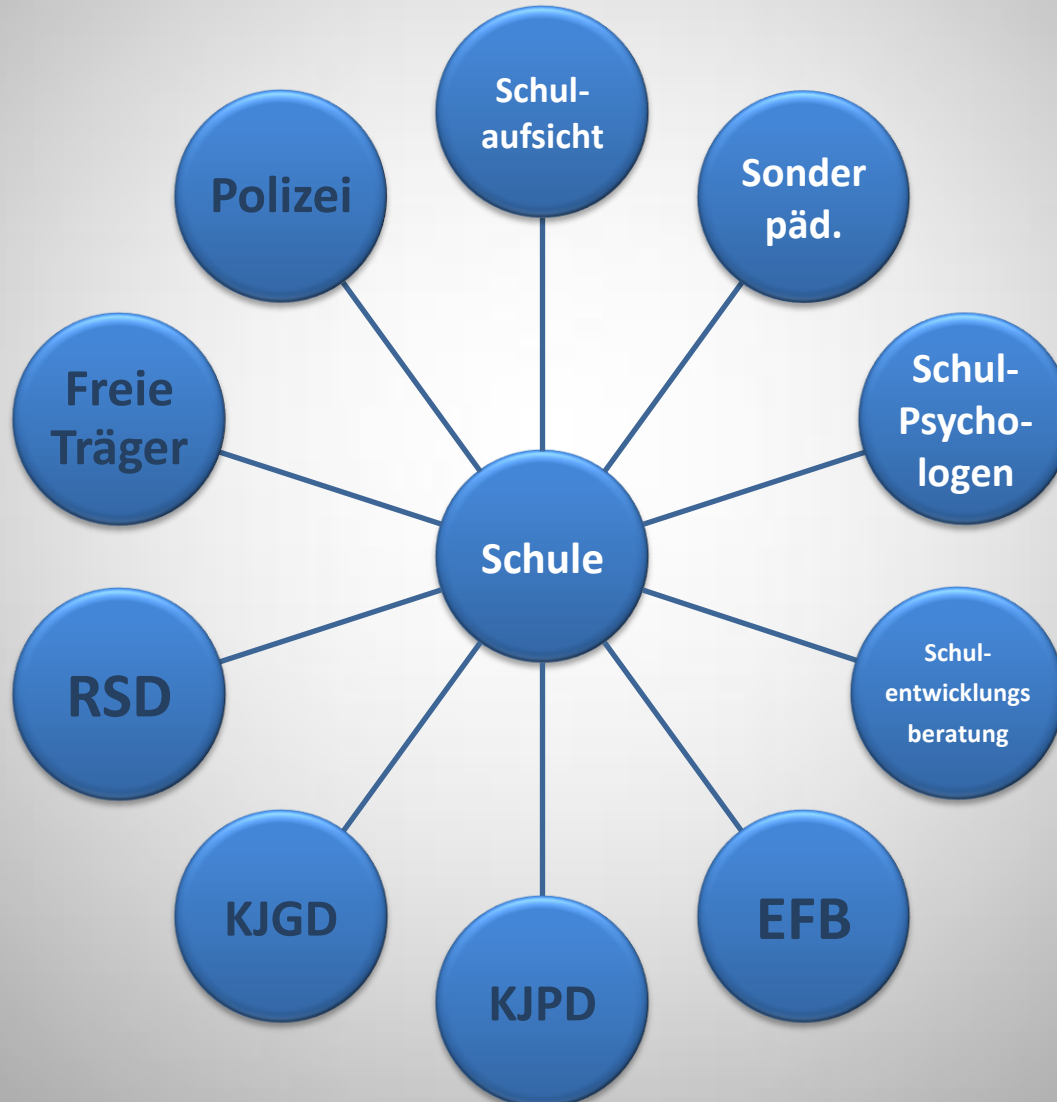 Schul-
aufsicht
Polizei
Sonder
päd.
Freie
Träger
Schul-
Psycho-
logen
Schule
RSD
Schul-
entwicklungs
beratung
KJGD
EFB
KJPD